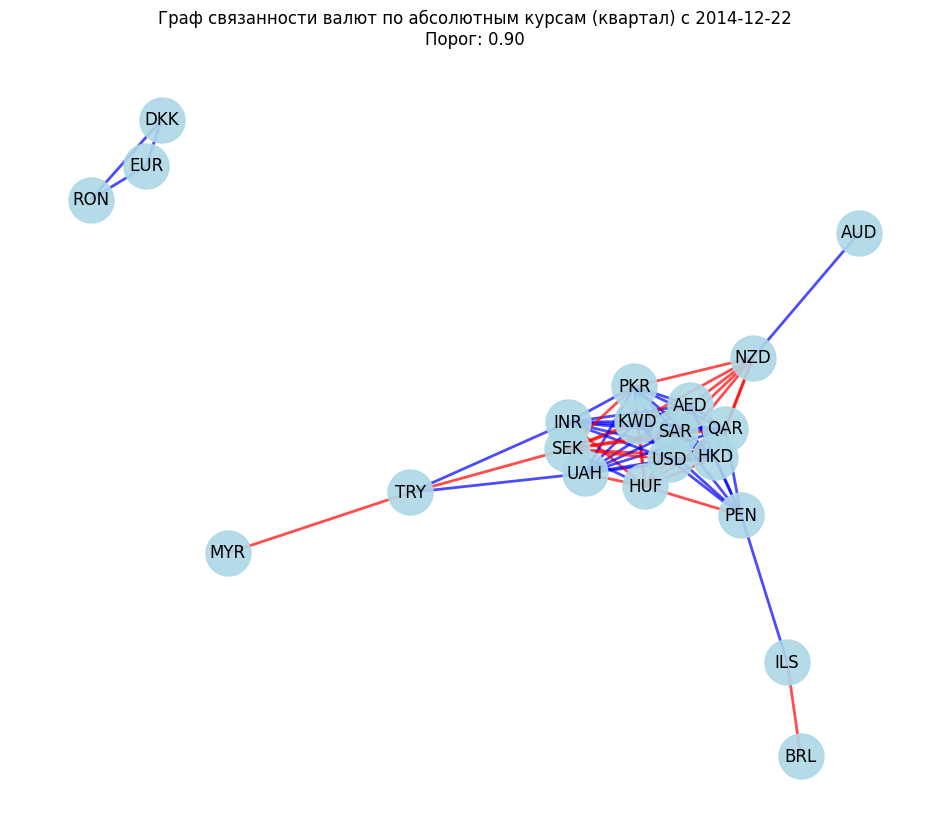 Граф связанности валют по абсолютным курсам (квартал) с 2014-12-22
Порог: 0.90
DKK
EUR
RON
AUD
NZD
PKR
AED
INR
KWD
SAR
QAR
SEK
USD
HKD
UAH
HUF
TRY
PEN
MYR
ILS
BRL